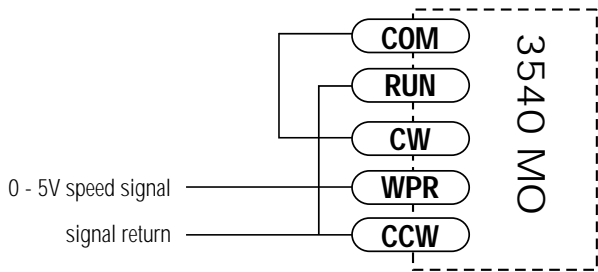 COM
RUN
CW
0 - 5V speed signal
WPR
signal return
CCW
3540 MO